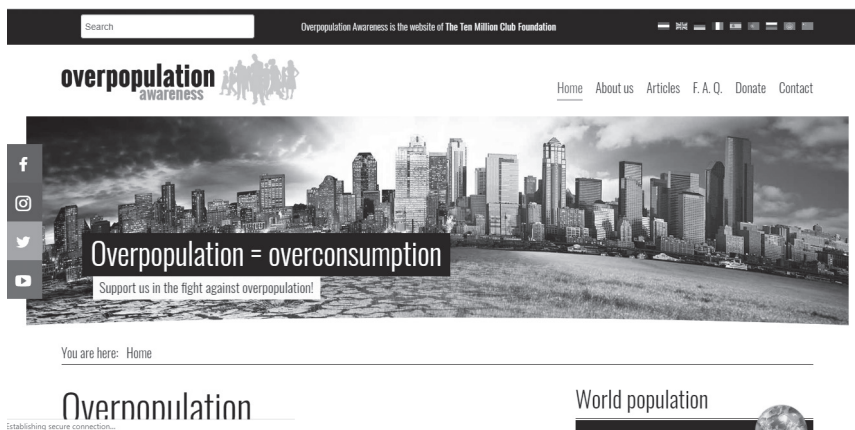 Search
Overpopulation Awareness is the website of The Ten Million Club Foundation
overpopulation
awareness
Home About us Articles F. A. Q. Donate Contact
Overpopulation = overconsumption
Support us in the fight against overpopulation!
You are here: Home
Overpopulation
World population
Establishing secure connection...